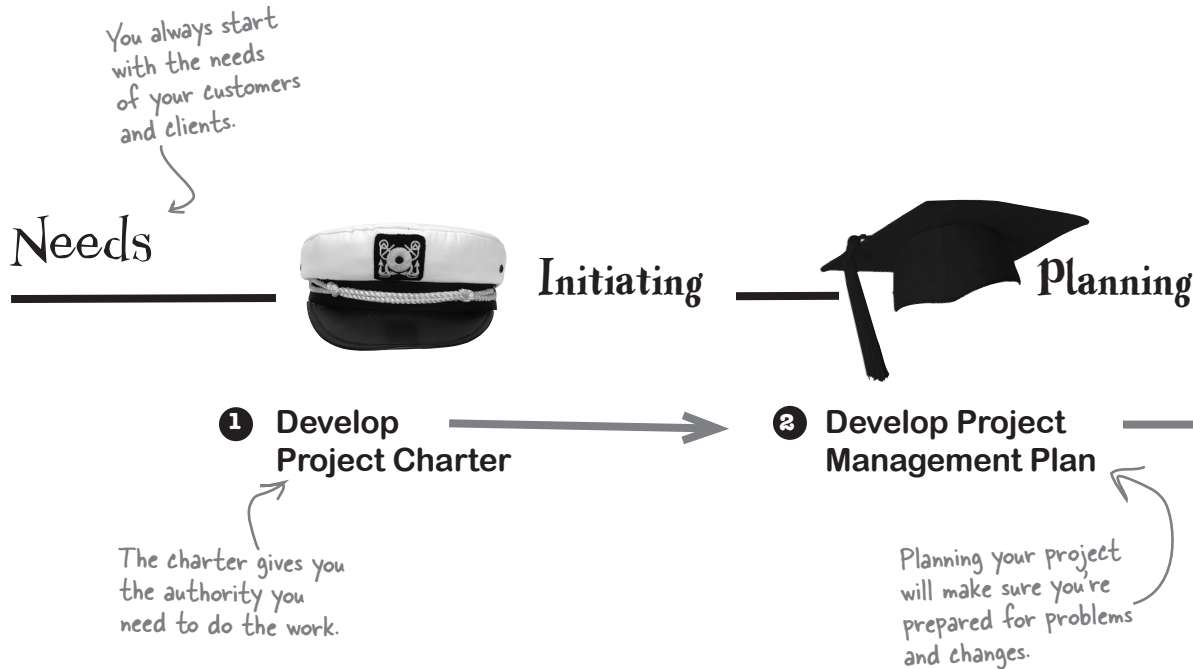 You always start
with the needs
of your customers
and clients.
Needs
Initiating
Planning
1 Develop
Project Charter
2 Develop Project
Management Plan
The charter gives you
the authority you
need to do the work.
Planning your project
will make sure you're
prepared for problems
and changes.